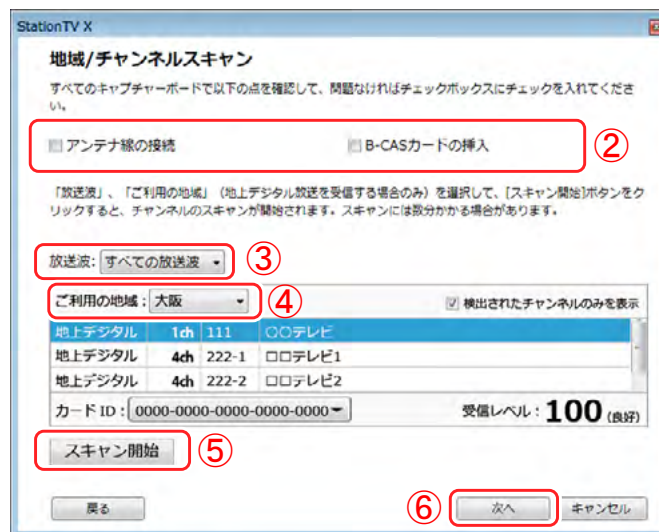 StationTV X
地域/チャンネルスキャン
すべてのキャプチャーボードで以下の点を確認して、問題なければチェックボックスにチェックを入れてくださ
い。
アンテナ線の接続 B-CASカードの挿入 ②
「放送波」、「ご利用の地域」（地上デジタル放送を受信する場合のみ）を選択して、[スキャン開始]ボタンをク
リックすると、チャンネルのスキャンが開始されます。スキャンには数分かかる場合があります。
放送波: すべての放送波 ③
ご利用の地域 : 大阪 ④ 検出されたチャンネルのみを表示
地上デジタル 1ch 111 〇〇テレビ
地上デジタル 4ch 222-1 ロロテレビ1
地上デジタル 4ch 222-2 ロロテレビ2
カード ID : 0000-0000-0000-0000-0000 受信レベル : 100 (良好)
スキャン開始 ⑤
戻る ⑥ 次へ キャンセル